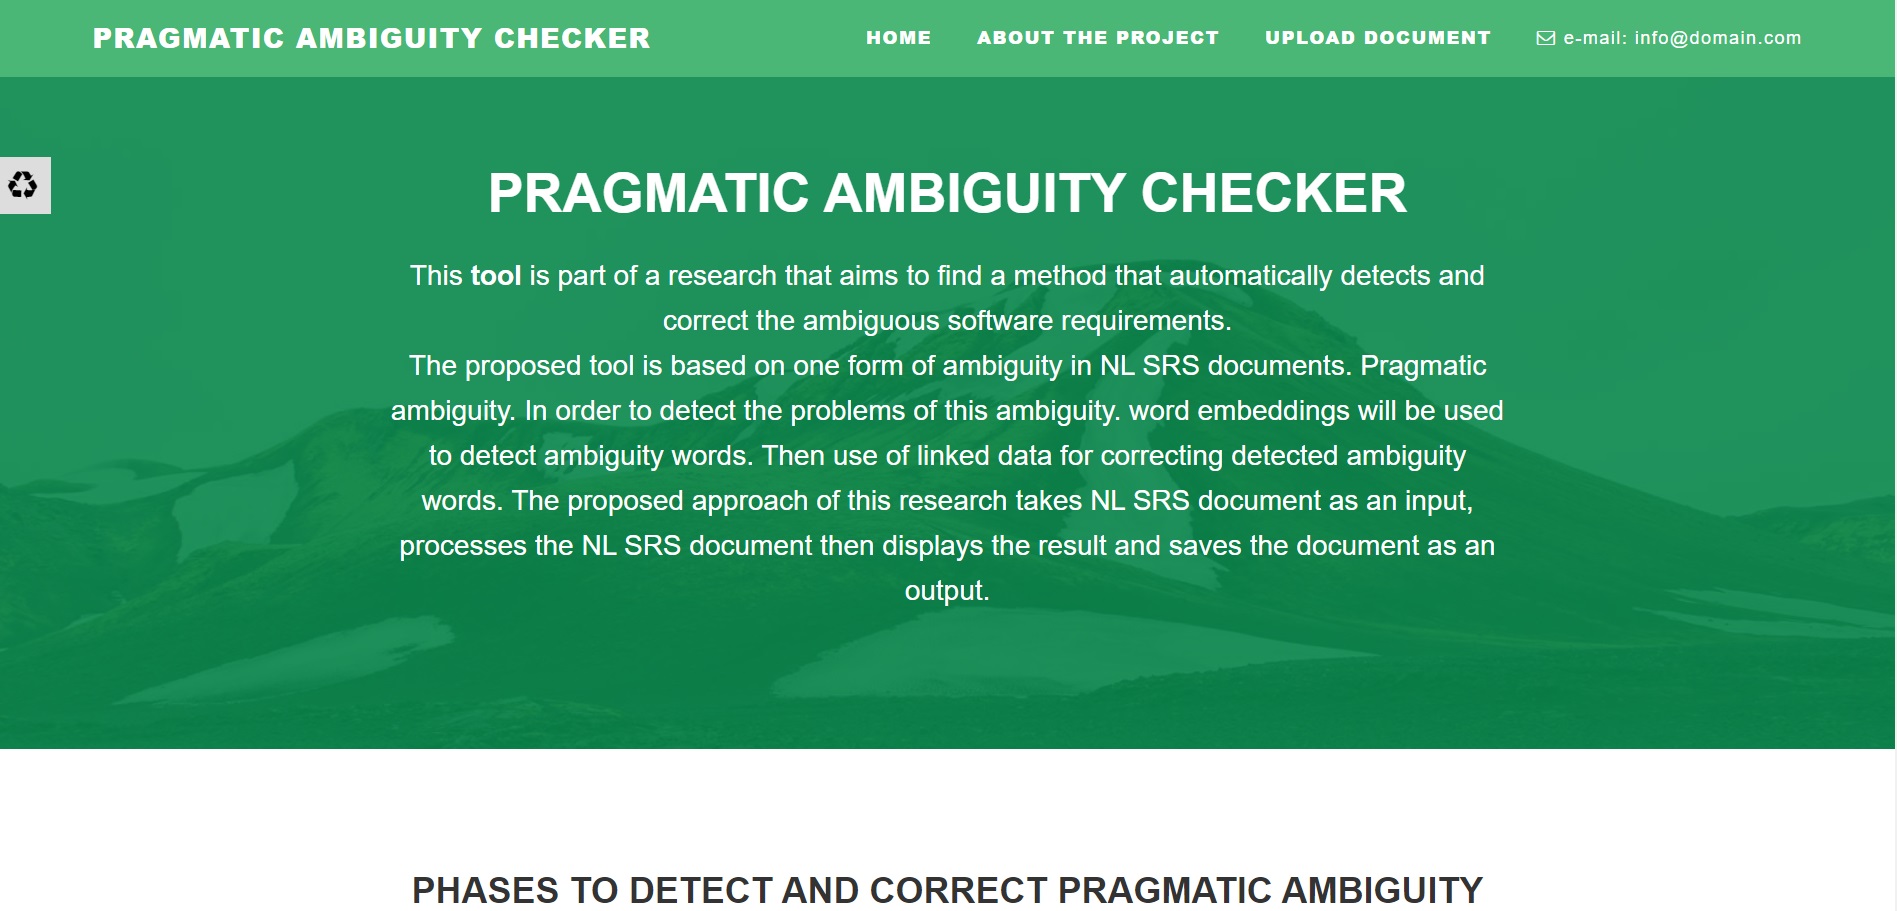 PRAGMATIC AMBIGUITY CHECKER
HOME
ABOUT THE PROJECT
UPLOAD DOCUMENT
e-mail: info@domain.com
PRAGMATIC AMBIGUITY CHECKER
This tool is part of a research that aims to find a method that automatically detects and
correct the ambiguous software requirements.
The proposed tool is based on one form of ambiguity in NL SRS documents. Pragmatic
ambiguity. In order to detect the problems of this ambiguity. word embeddings will be used
to detect ambiguity words. Then use of linked data for correcting detected ambiguity
words. The proposed approach of this research takes NL SRS document as an input,
processes the NL SRS document then displays the result and saves the document as an
output.
PHASES TO DETECT AND CORRECT PRAGMATIC AMBIGUITY